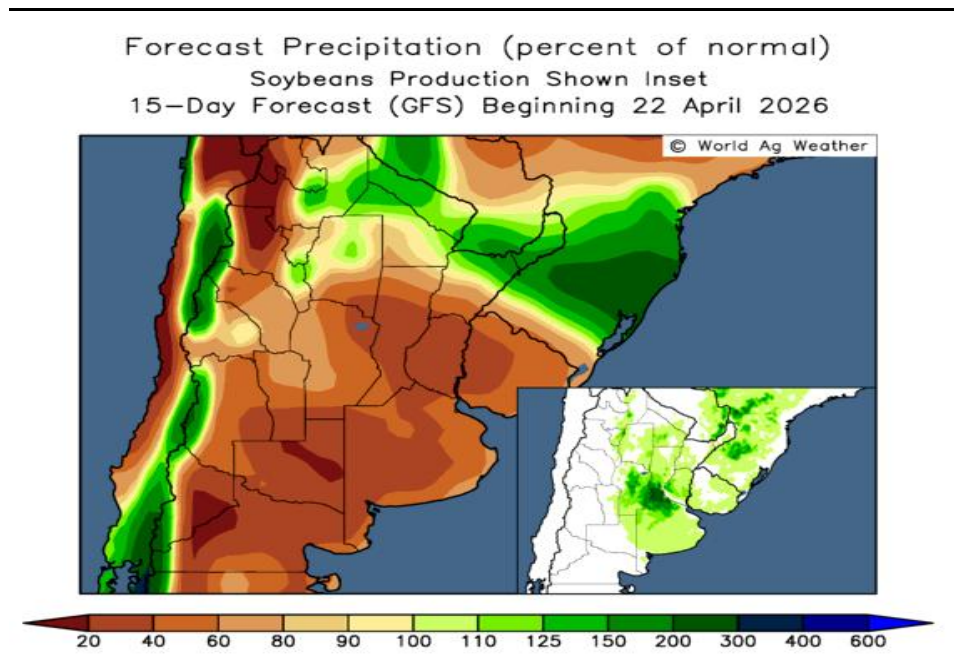 Forecast Precipitation (percent of normal)
Soybeans Production Shown Inset
15-Day Forecast (GFS) Beginning 22 April 2026
© World Ag Weather
20 40 60 80 90 100 110 125 150 200 300 400 600